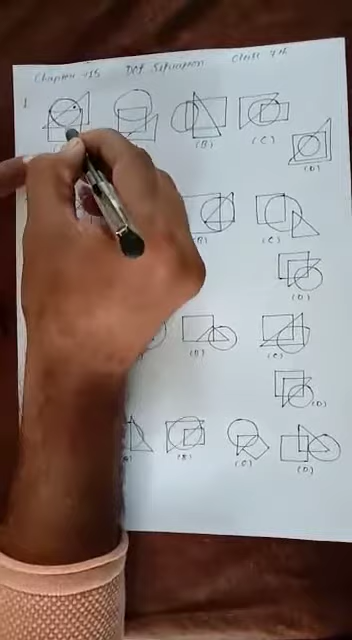 Chapter-15 Dot Situation Class 7th
1.
(B) (C)
(D)
(B) (C)
(D)
(B) (C)
(D)
(A) (B) (C) (D)